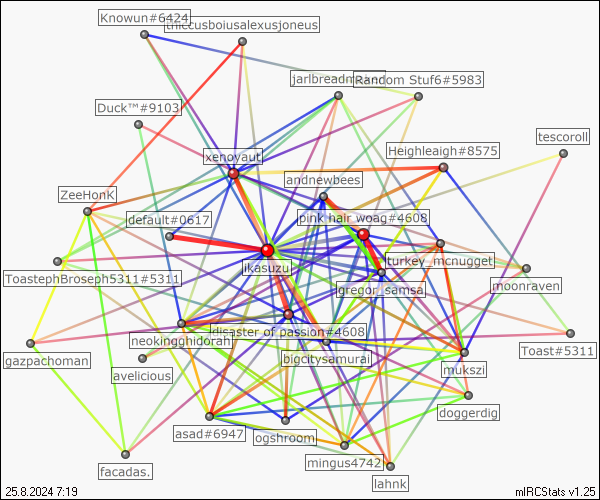 Knowun#6424
thiccusboiusalexusjoneus
Random Stuf6#5983
Duck™#9103
tescoroll
xenoyaut
Heighleaigh#8575
andnewbees
ZeeHonk
default#0617
pink hair woag#4608
ikasuzu
turkey_mcnugget
ToastephBroseph5311#5311
gregor_samsa
moonraven
disaster of passion#4608
neokingghidorah
bigcitysamurai
Toast#5311
gazpachoman
avelicious
mukszi
doggerdig
asad#6947
ogshroom
mingus4742
facadas.
lahnk
25.8.2024 7:19
mIRCStats v1.25